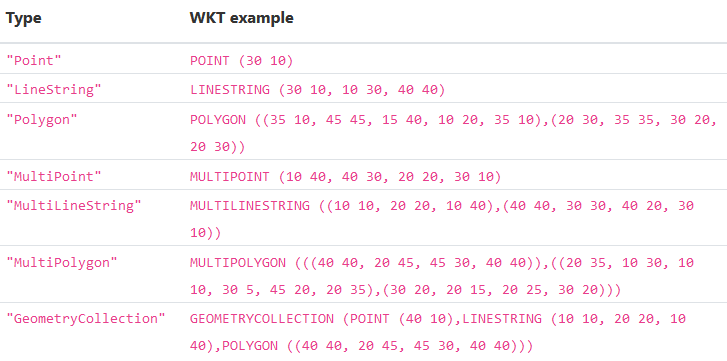 Type WKT example
"Point" POINT (30 10)
"LineString" LINESTRING (30 10, 10 30, 40 40)
"Polygon" POLYGON ((35 10, 45 45, 15 40, 10 20, 35 10),(20 30, 35 35, 30 20,
20 30))
"MultiPoint" MULTIPOINT (10 40, 40 30, 20 20, 30 10)
"MultiLineString" MULTILINESTRING ((10 10, 20 20, 10 40),(40 40, 30 30, 40 20, 30
10))
"MultiPolygon" MULTIPOLYGON (((40 40, 20 45, 45 30, 40 40)),((20 35, 10 30, 10
10, 30 5, 45 20, 20 35),(30 20, 20 15, 20 25, 30 20)))
"GeometryCollection" GEOMETRYCOLLECTION (POINT (40 10),LINESTRING (10 10, 20 20, 10
40),POLYGON ((40 40, 20 45, 45 30, 40 40)))